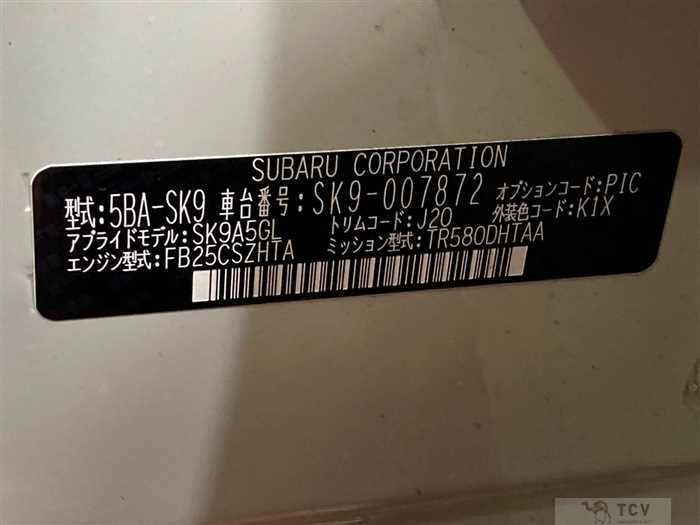 SUBARU CORPORATION
型式:5BA-SK9 車台番号:SK9-007872 オプションコード:PIC
アプライドモデル:SK9A5GL トリムコード:J20 外装色コード:K1X
エンジン型式:FB25CSZHTA ミッション型式:TR580DHTAA
TCV